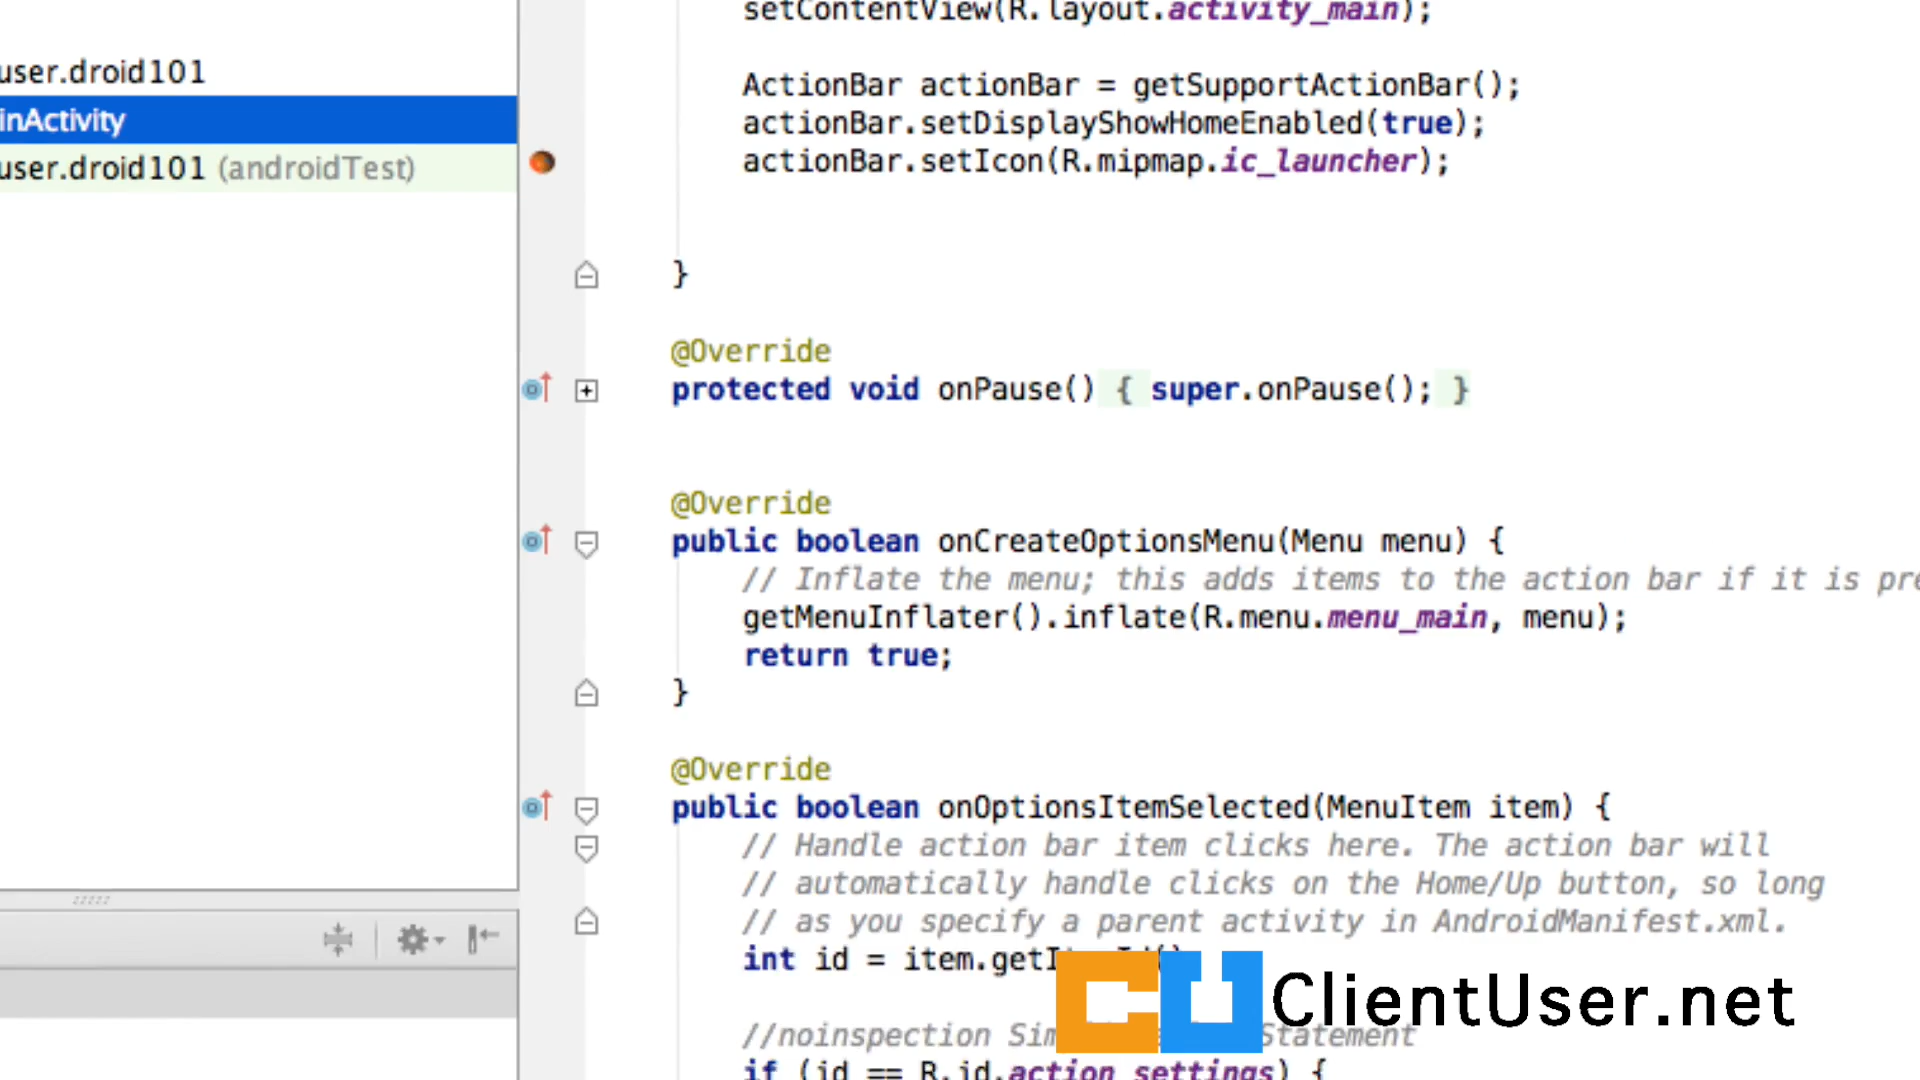 user.droid101
inActivity
user.droid101 (androidTest)
setContentView(R.layout.activity_main);
ActionBar actionBar = getSupportActionBar();
actionBar.setDisplayShowHomeEnabled(true);
actionBar.setIcon(R.mipmap.ic_launcher);
}
@Override
protected void onPause() { super.onPause(); }
@Override
public boolean onCreateOptionsMenu(Menu menu) {
// Inflate the menu; this adds items to the action bar if it is pre
getMenuInflater().inflate(R.menu.menu_main, menu);
return true;
}
@Override
public boolean onOptionsItemSelected(MenuItem item) {
// Handle action bar item clicks here. The action bar will
// automatically handle clicks on the Home/Up button, so long
// as you specify a parent activity in AndroidManifest.xml.
int id = item.getI
//noinspection Sim Statement
if (id == R.id.action_settings) {
CU ClientUser.net